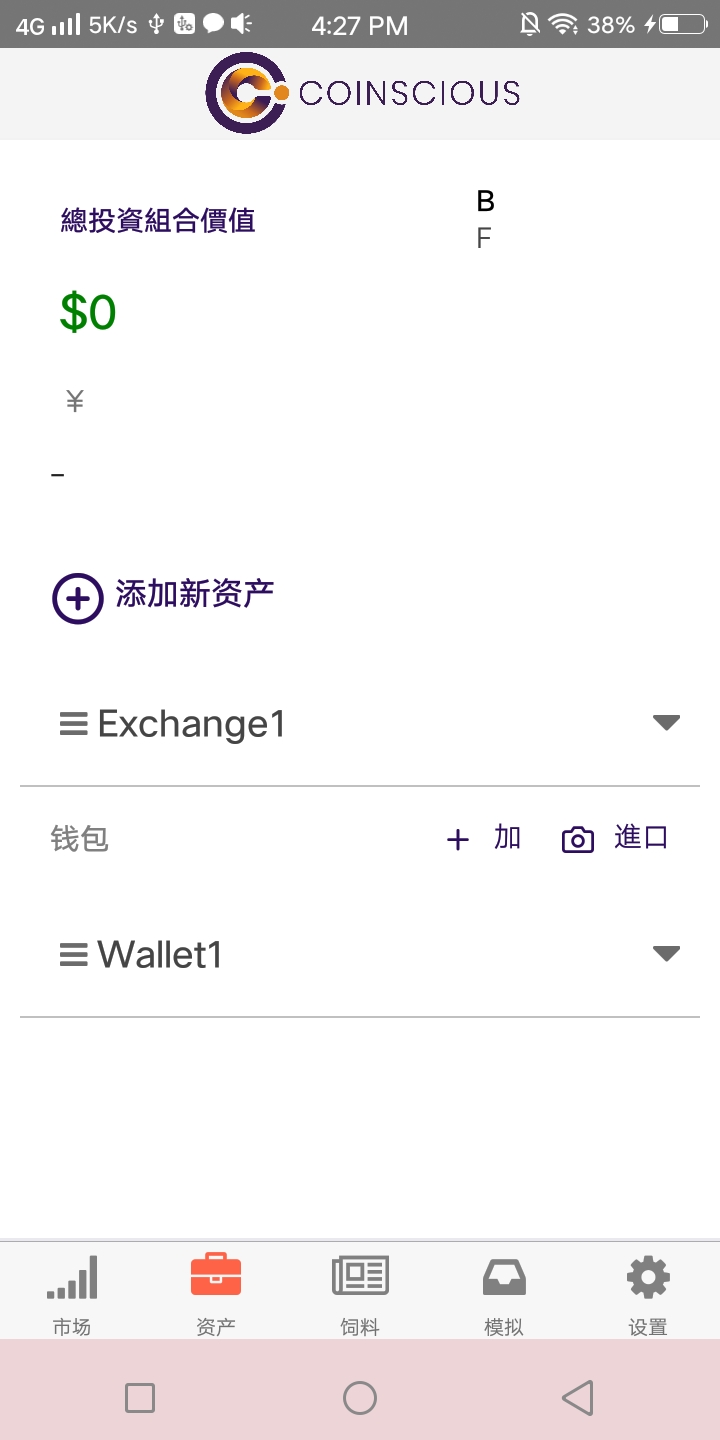 4G 5K/s 4:27 PM 38%
COINSCIOUS
總投資組合價值
B
F
$0
¥
–
添加新资产
Exchange1
钱包 + 加 進口
Wallet1
市场 资产 饲料 模拟 设置